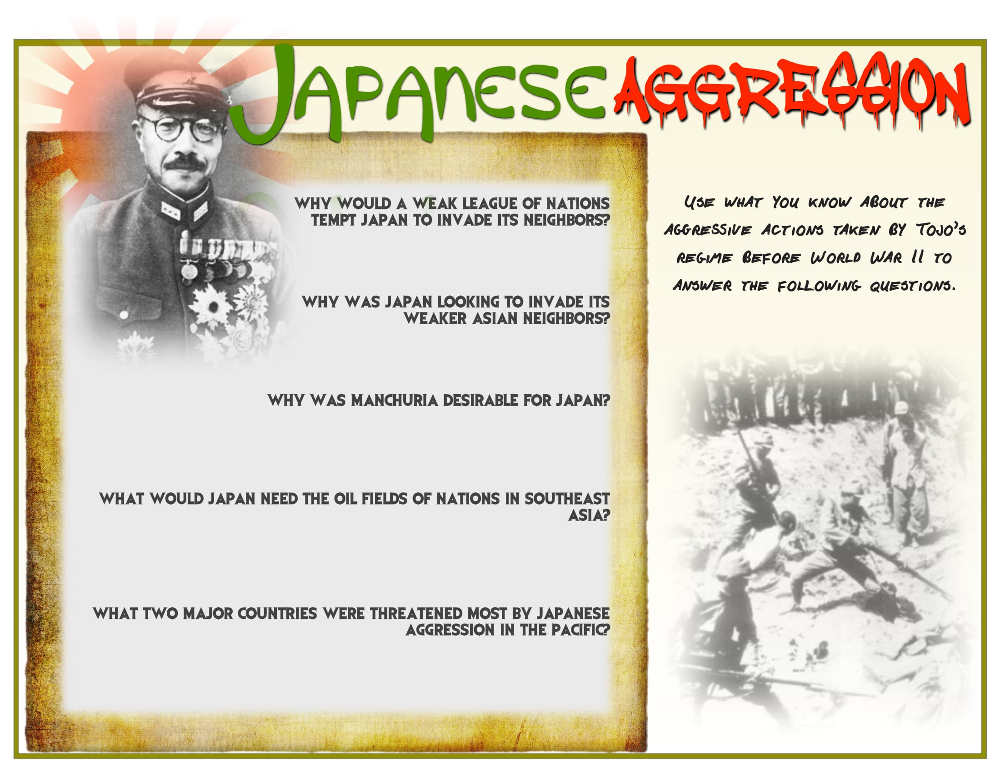 Japanese Aggression
WHY WOULD A WEAK LEAGUE OF NATIONS
TEMPT JAPAN TO INVADE ITS NEIGHBORS?
WHY WAS JAPAN LOOKING TO INVADE ITS
WEAKER ASIAN NEIGHBORS?
WHY WAS MANCHURIA DESIRABLE FOR JAPAN?
WHAT WOULD JAPAN NEED THE OIL FIELDS OF NATIONS IN SOUTHEAST
ASIA?
WHAT TWO MAJOR COUNTRIES WERE THREATENED MOST BY JAPANESE
AGGRESSION IN THE PACIFIC?
Use what you know about the
aggressive actions taken by Tojo's
regime before World War II to
answer the following questions.